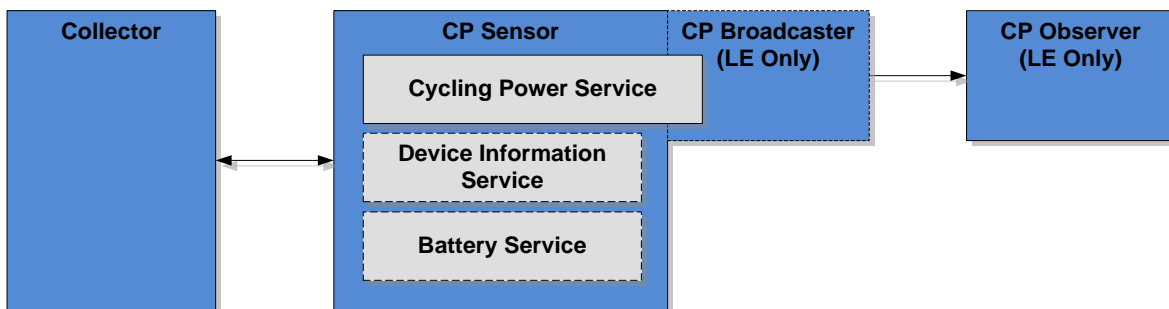 Collector
CP Sensor
CP Broadcaster
(LE Only)
CP Observer
(LE Only)
Cycling Power Service
Device Information
Service
Battery Service